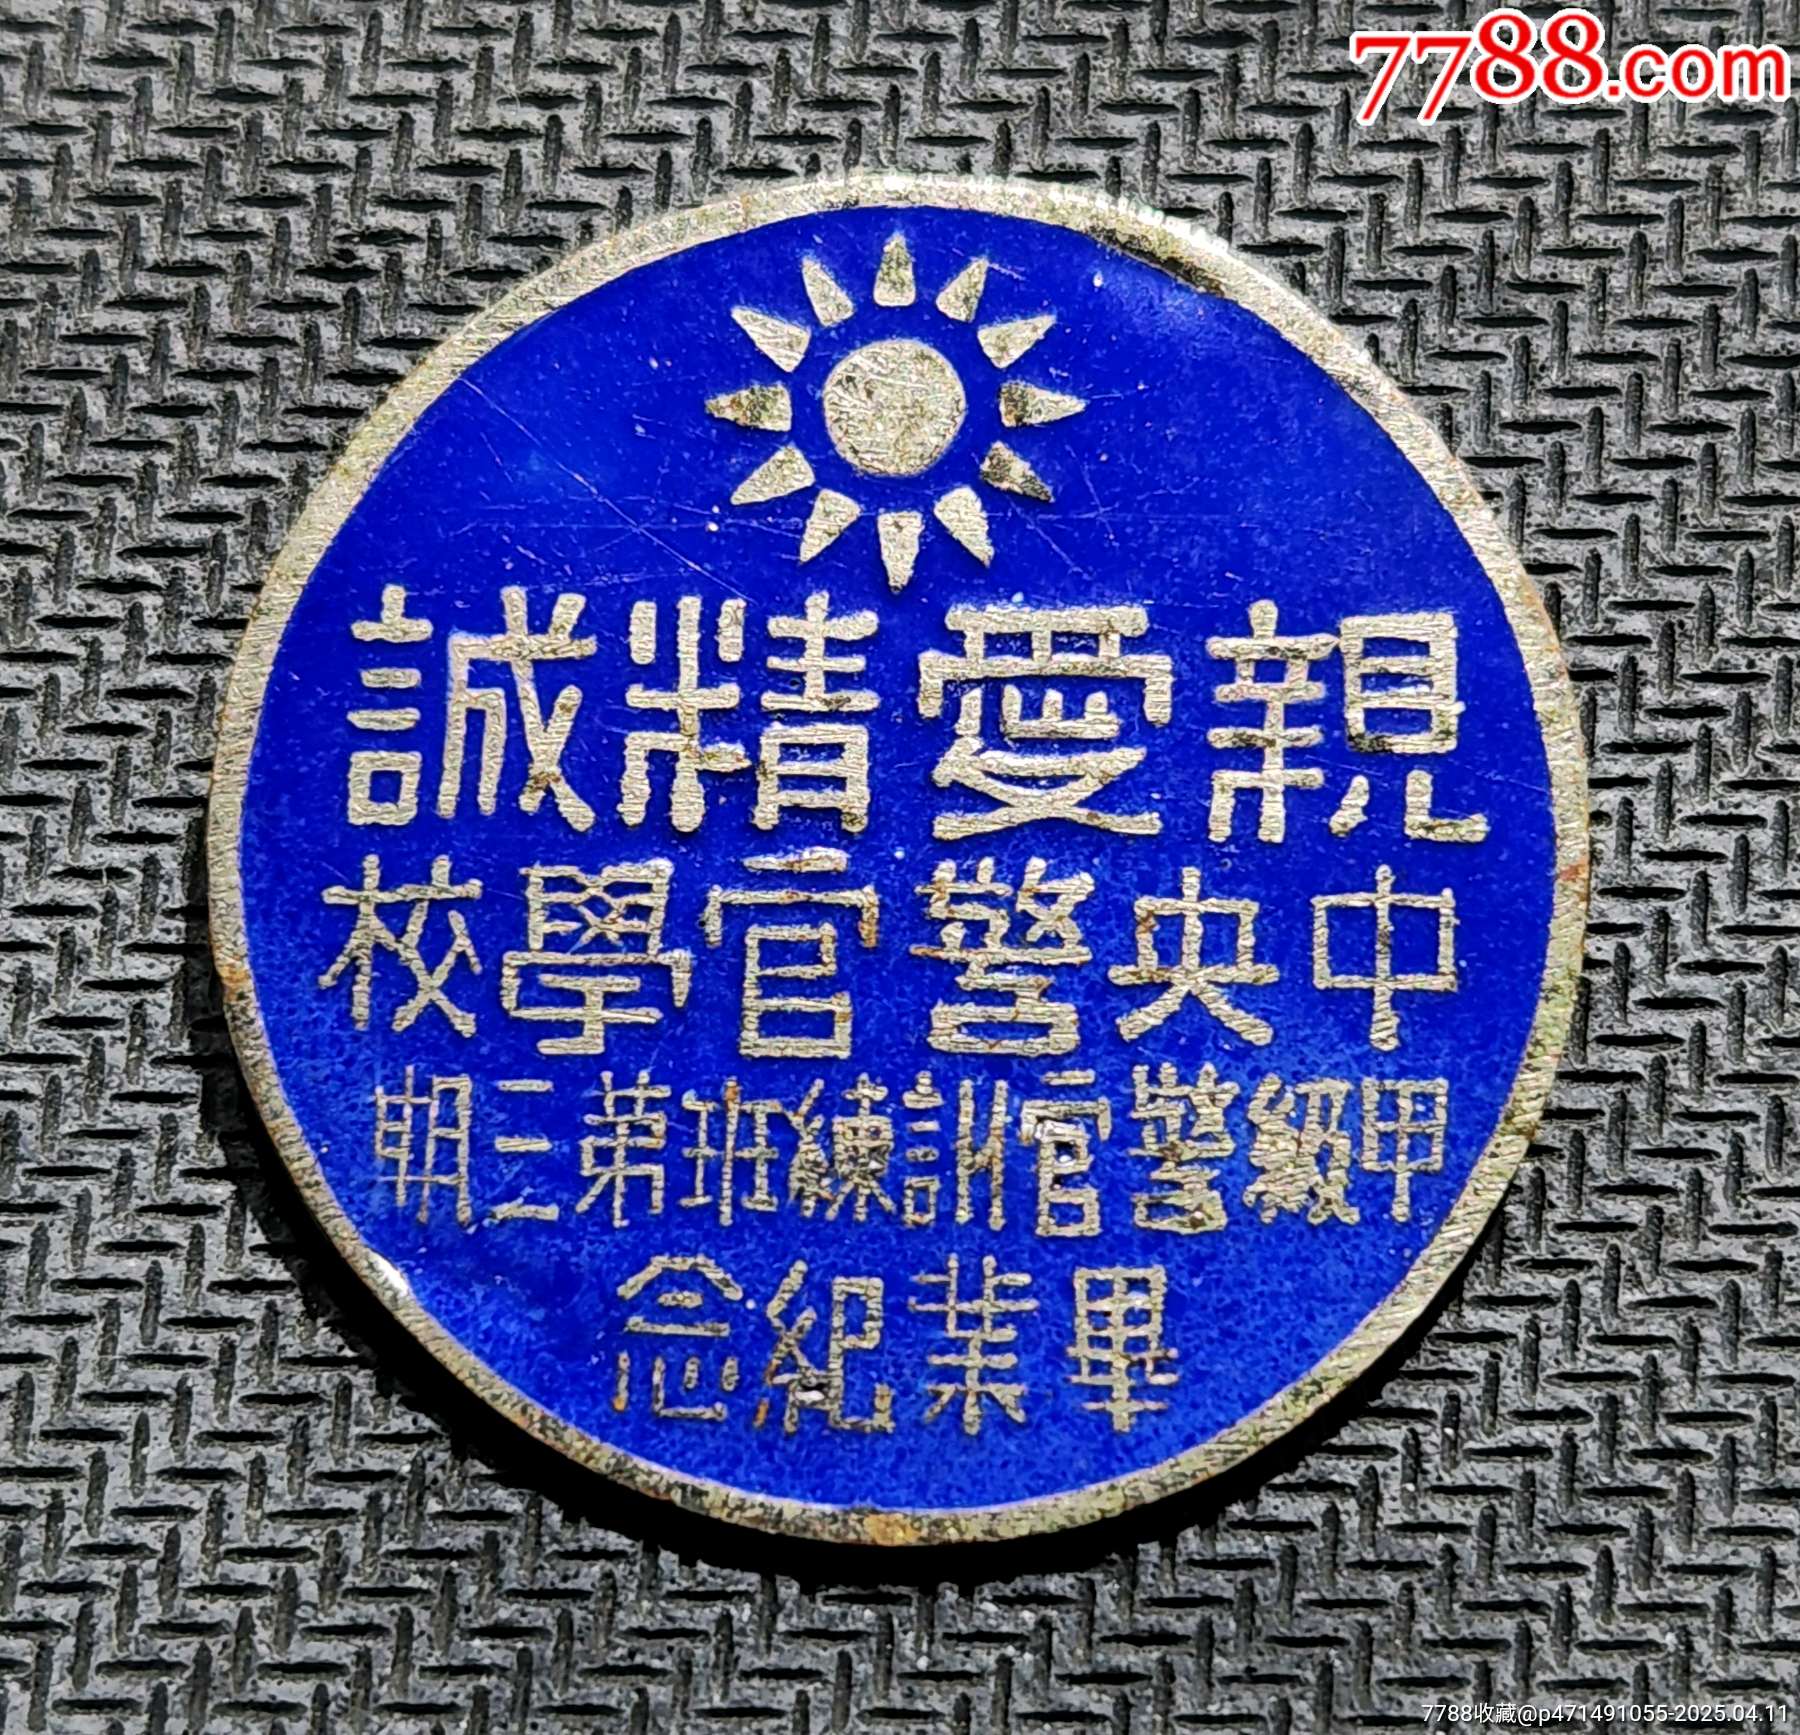 7788.com
親愛精誠
中央警官學校
甲級警官訓練班第三期
畢業紀念
7788收藏@p471491055-2025.04.11